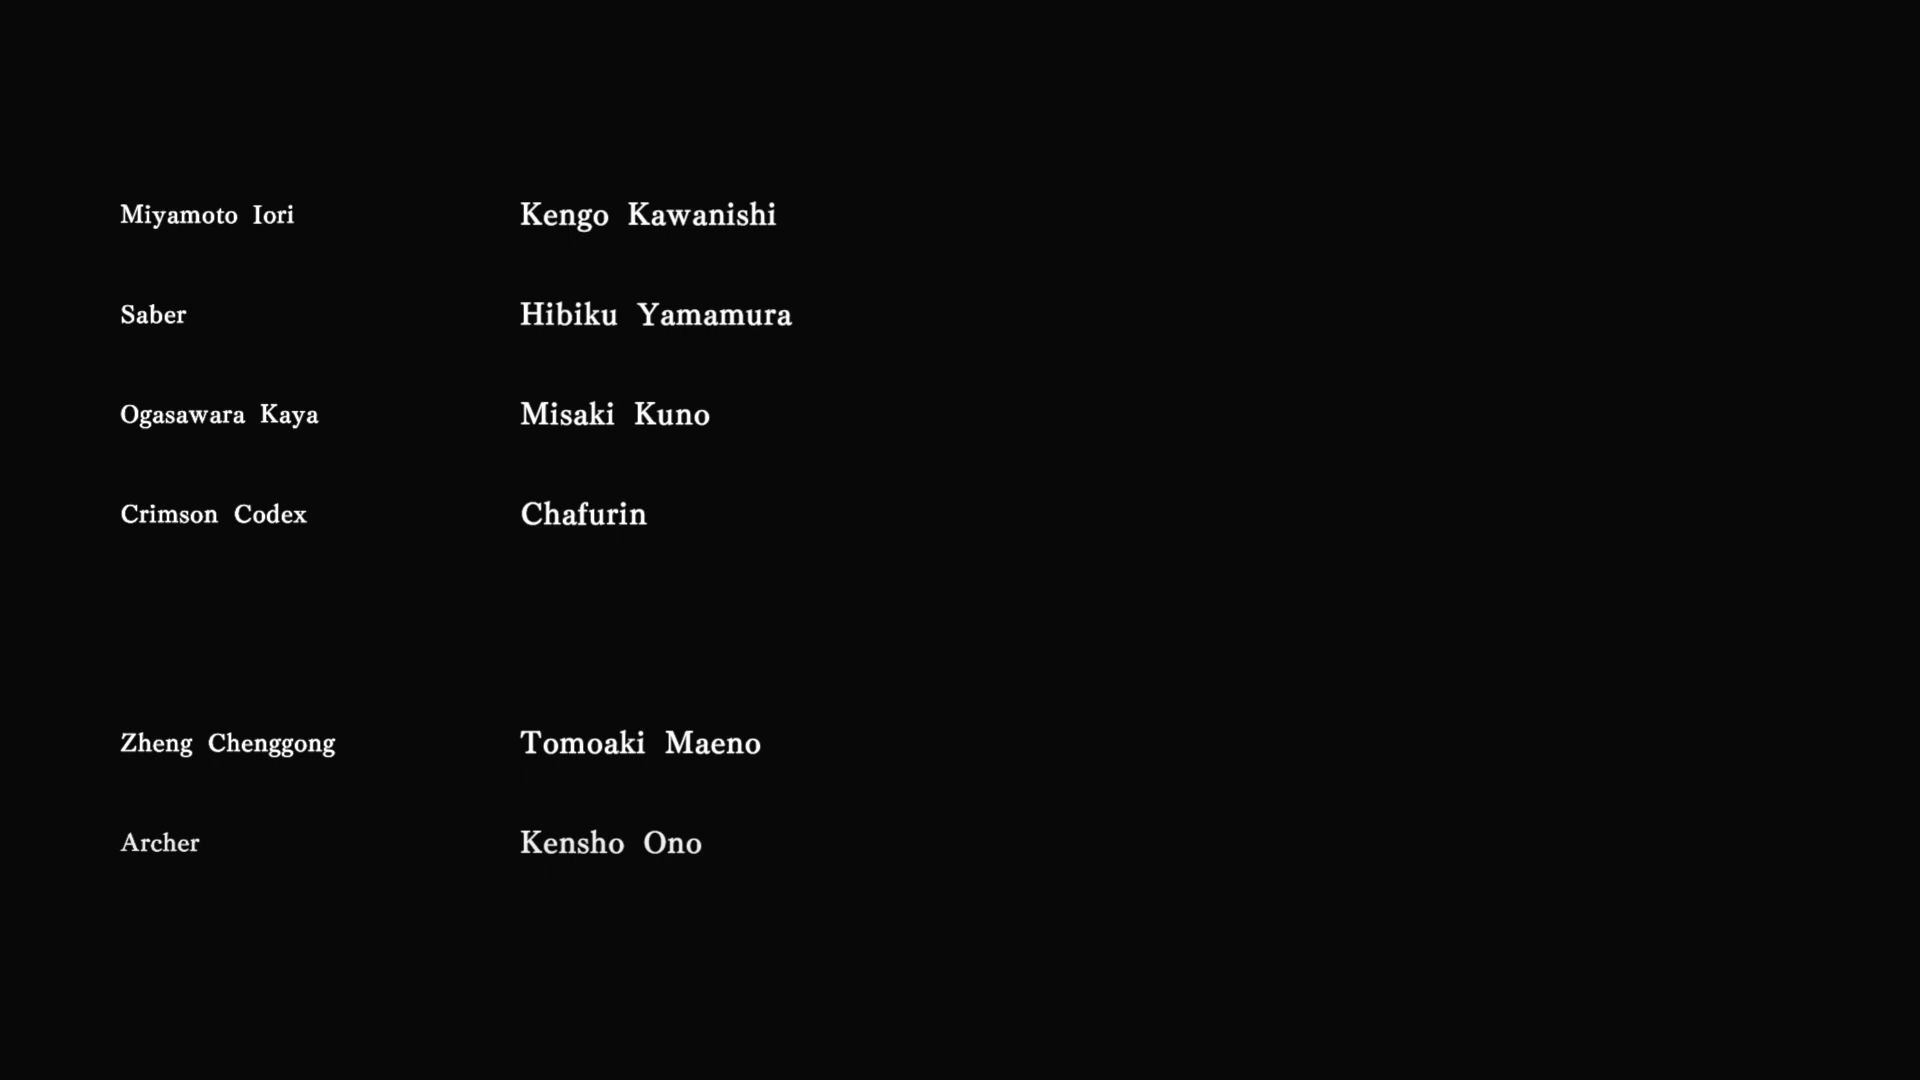 Miyamoto Iori Kengo Kawanishi
Saber Hibiku Yamamura
Ogasawara Kaya Misaki Kuno
Crimson Codex Chafurin
Zheng Chenggong Tomoaki Maeno
Archer Kensho Ono